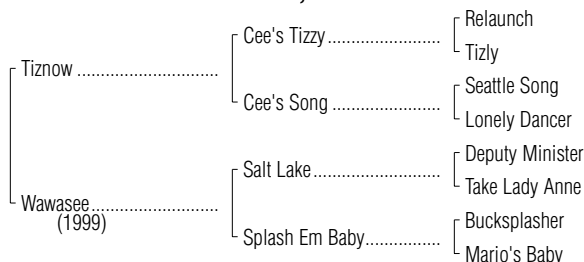 Relaunch
Cee's Tizzy ........................
Tizly
Tiznow ..............................
Seattle Song
Cee's Song .......................
Lonely Dancer
Deputy Minister
Salt Lake...........................
Take Lady Anne
Wawasee...........................
(1999)
Bucksplasher
Splash Em Baby................
Mario's Baby